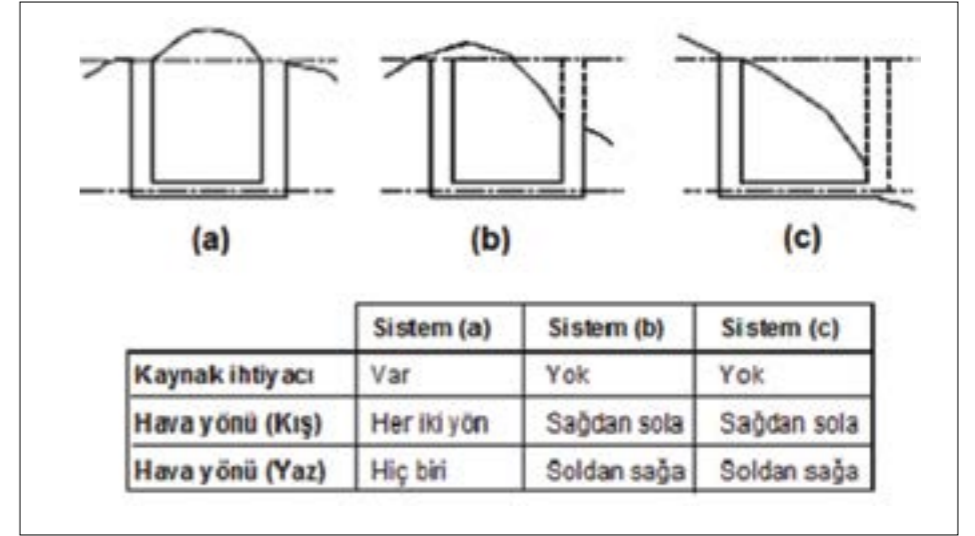 (a) (b) (c)
Sistem (a) Sistem (b) Sistem (c)
Kaynak ihtiyacı Var Yok Yok
Hava yönü (Kış) Her iki yön Sağdan sola Sağdan sola
Hava yönü (Yaz) Hiç biri Soldan sağa Soldan sağa